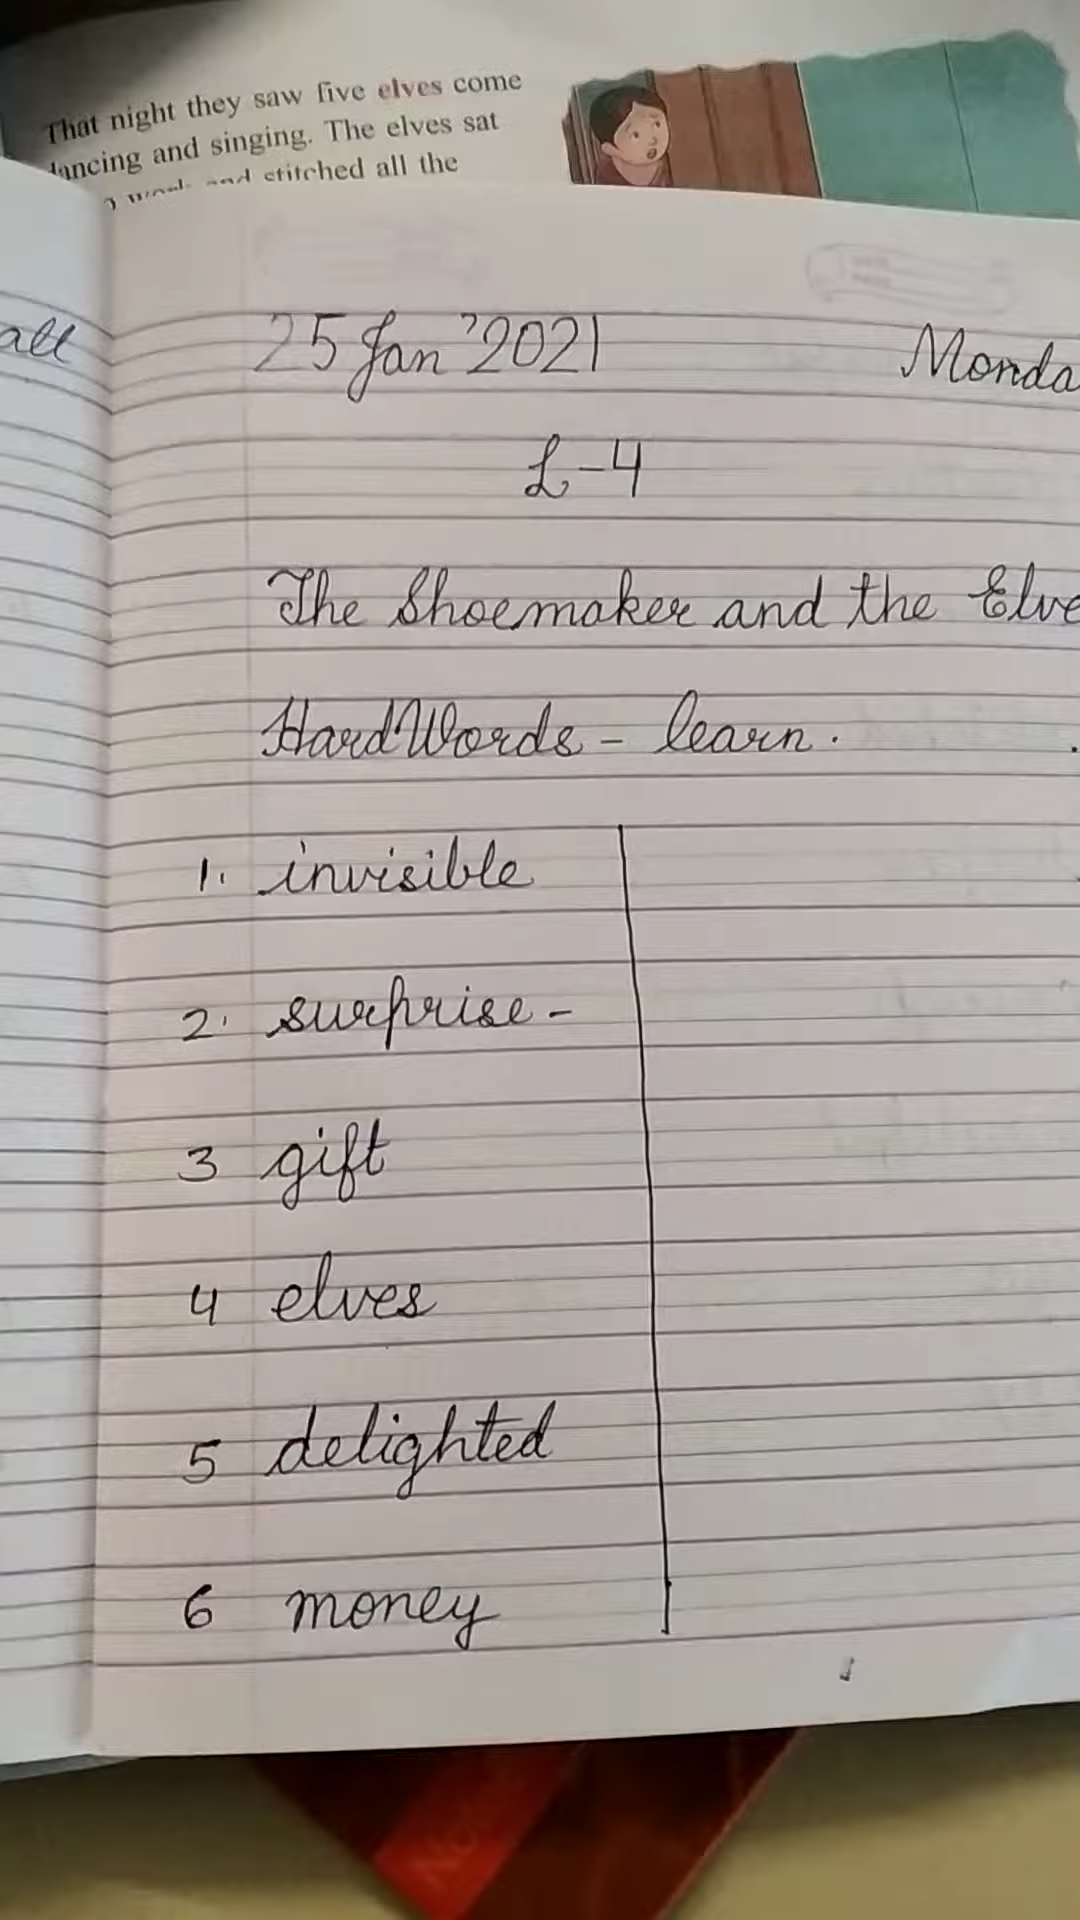 That night they saw five elves come
dancing and singing. The elves sat
and stitched all the
all
25 Jan '2021 Monda
L-4
The Shoemaker and the Elve
Hard Words - learn.
1. invisible
2. surprise -
3 gift
4 elves
5 delighted
6 money